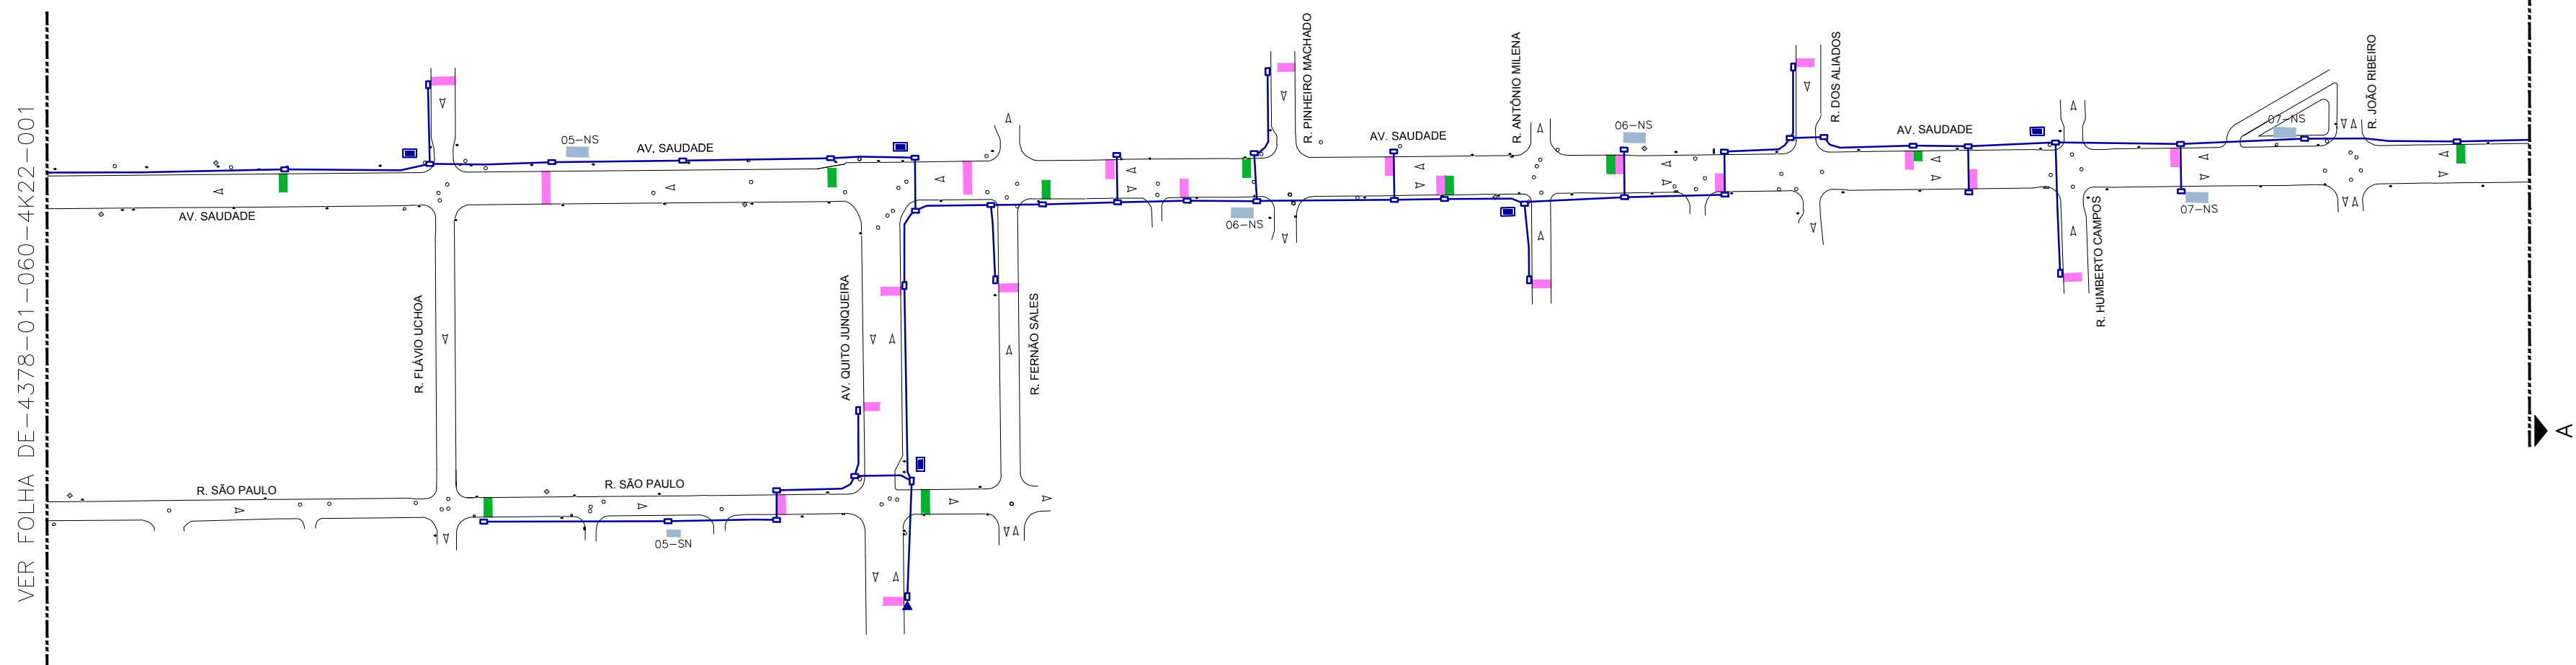 VER FOLHA DE-4378-01-060-4K22-001
R. PINHEIRO MACHADO
R. ANTÔNIO MILENA
R. DOS ALIADOS
R. JOÃO RIBEIRO
05-NS
AV. SAUDADE
AV. SAUDADE
06-NS
AV. SAUDADE
07-NS
AV. SAUDADE
06-NS
07-NS
R. HUMBERTO CAMPOS
R. FLÁVIO UCHOA
AV. QUITO JUNQUEIRA
R. FERNÃO SALES
A
R. SÃO PAULO
R. SÃO PAULO
05-SN